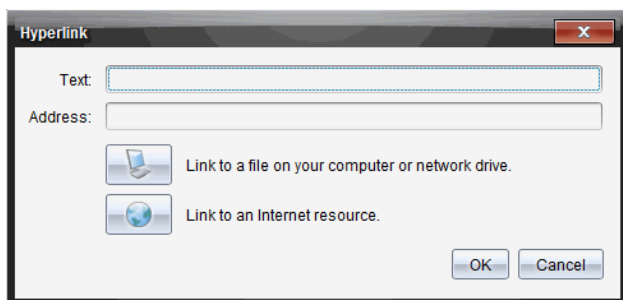 Hyperlink
Text:
Address:
Link to a file on your computer or network drive.
Link to an Internet resource.
OK Cancel